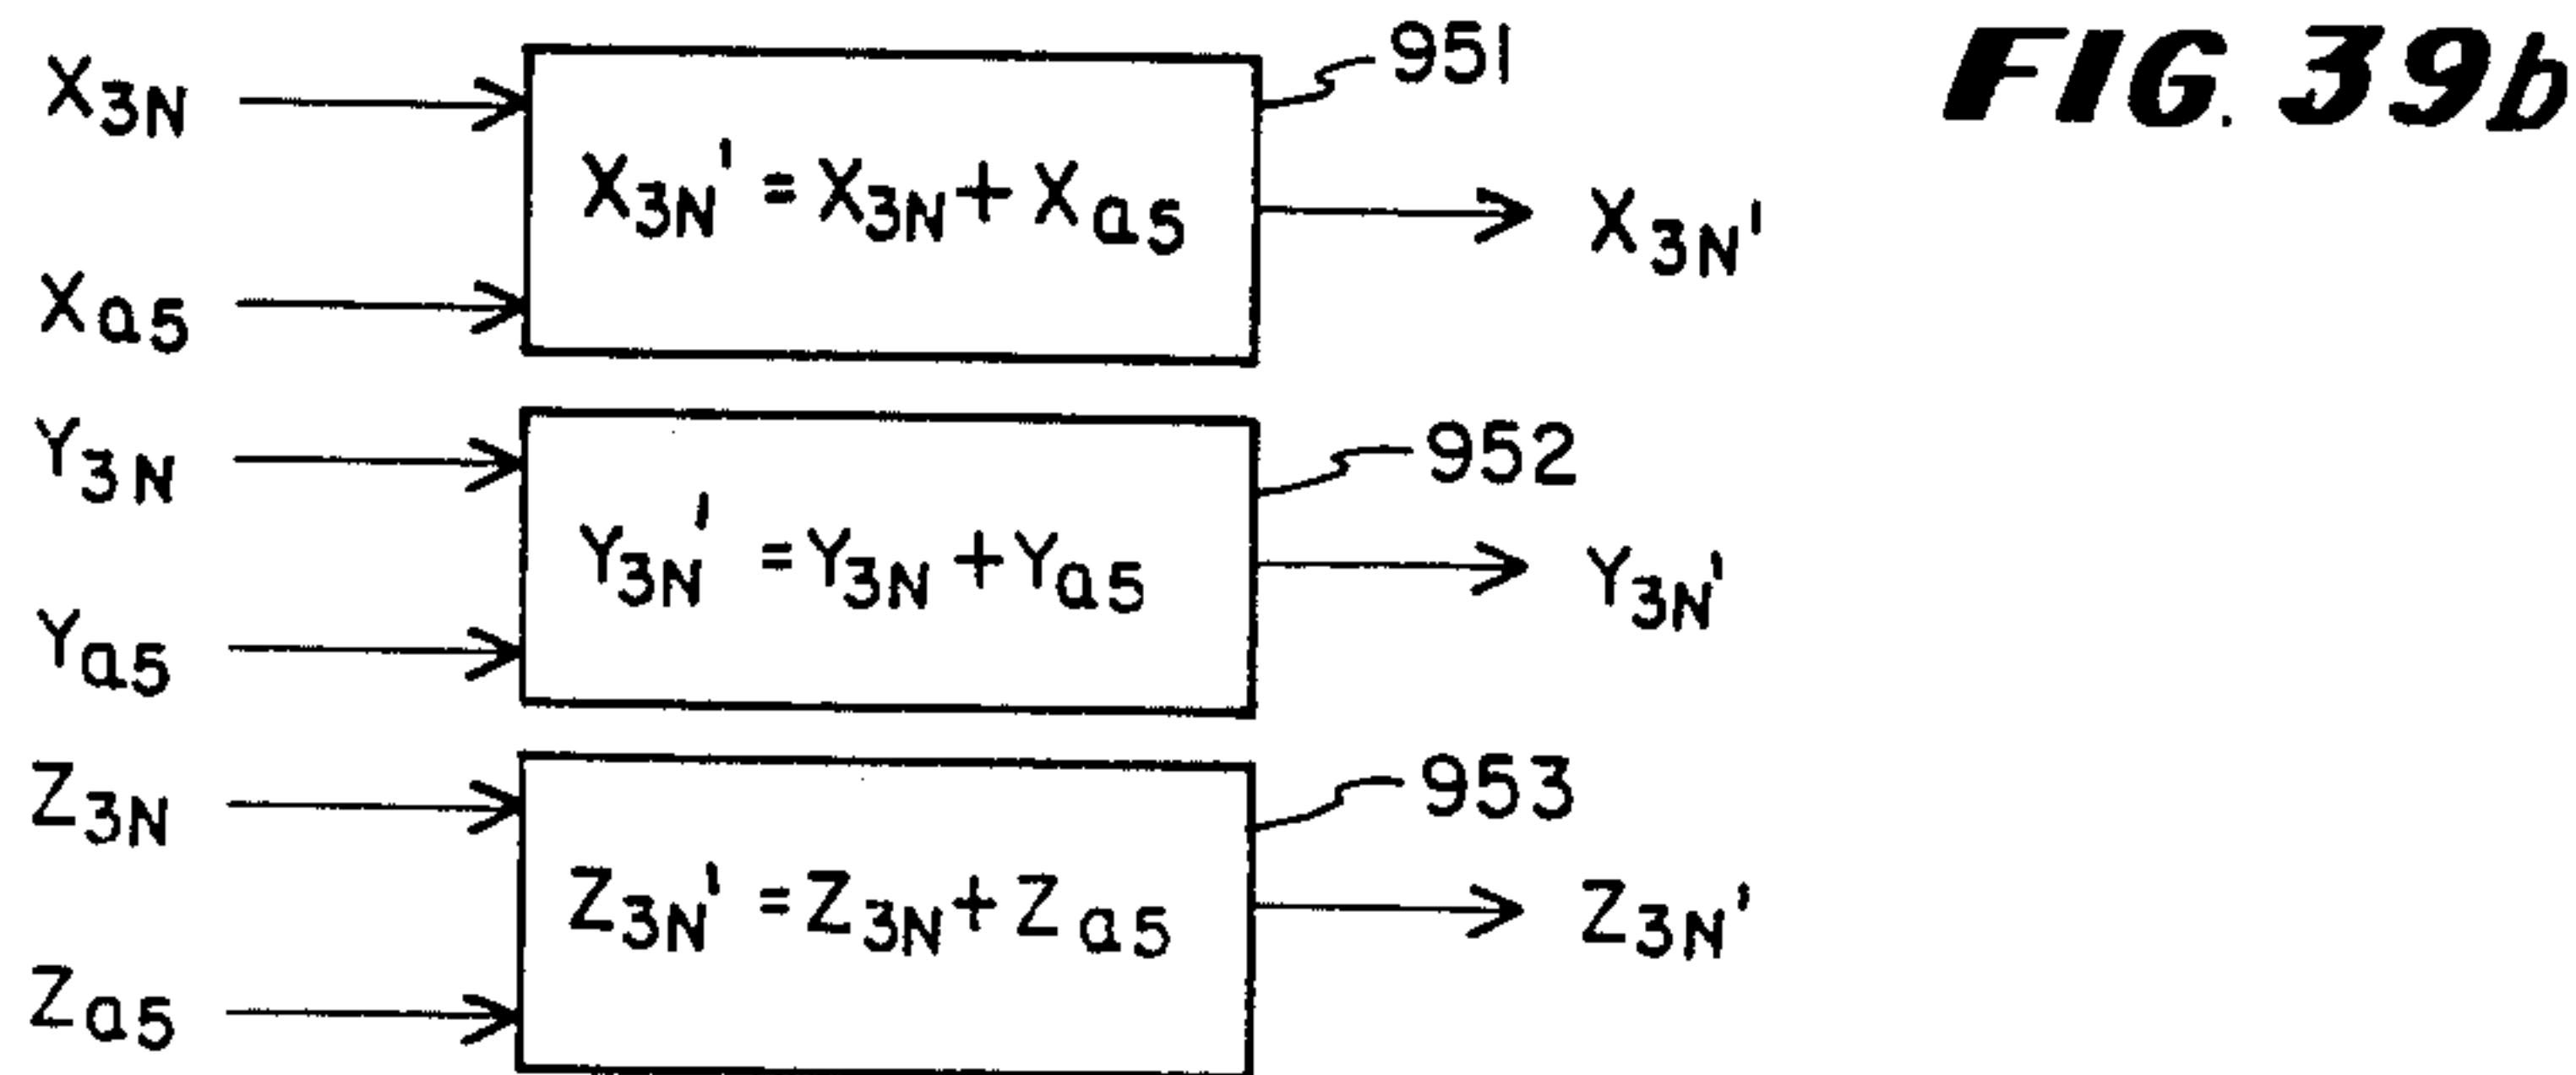 FIG. 39b
X3N
951
X3N' = X3N + Xa5
X3N'
Xa5
Y3N
952
Y3N' = Y3N + Ya5
Y3N'
Ya5
Z3N
953
Z3N' = Z3N + Za5
Z3N'
Za5